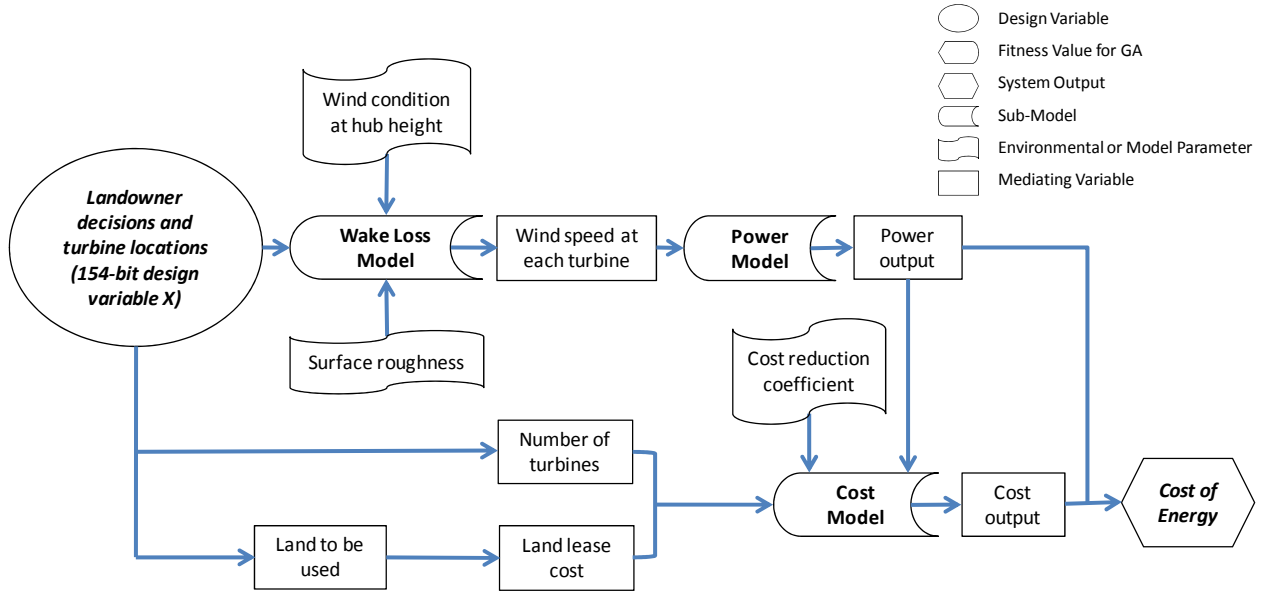 Design Variable
Fitness Value for GA
System Output
Sub-Model
Environmental or Model Parameter
Mediating Variable
Wind condition
at hub height
Landowner
decisions and
turbine locations
(154-bit design
variable X)
Wake Loss
Model
Wind speed at
each turbine
Power
Model
Power
output
Surface roughness
Cost reduction
coefficient
Number of
turbines
Cost
Model
Cost
output
Cost of
Energy
Land to be
used
Land lease
cost